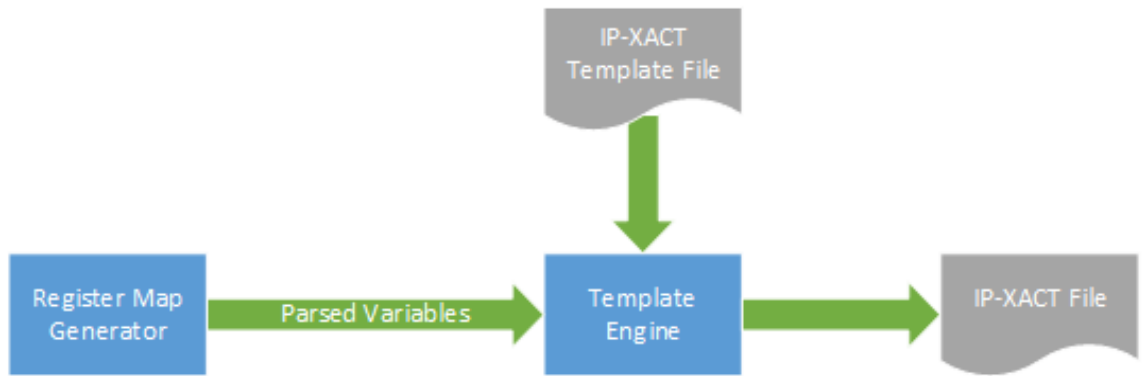 IP-XACT
Template File
Register Map
Generator
Parsed Variables
Template
Engine
IP-XACT File